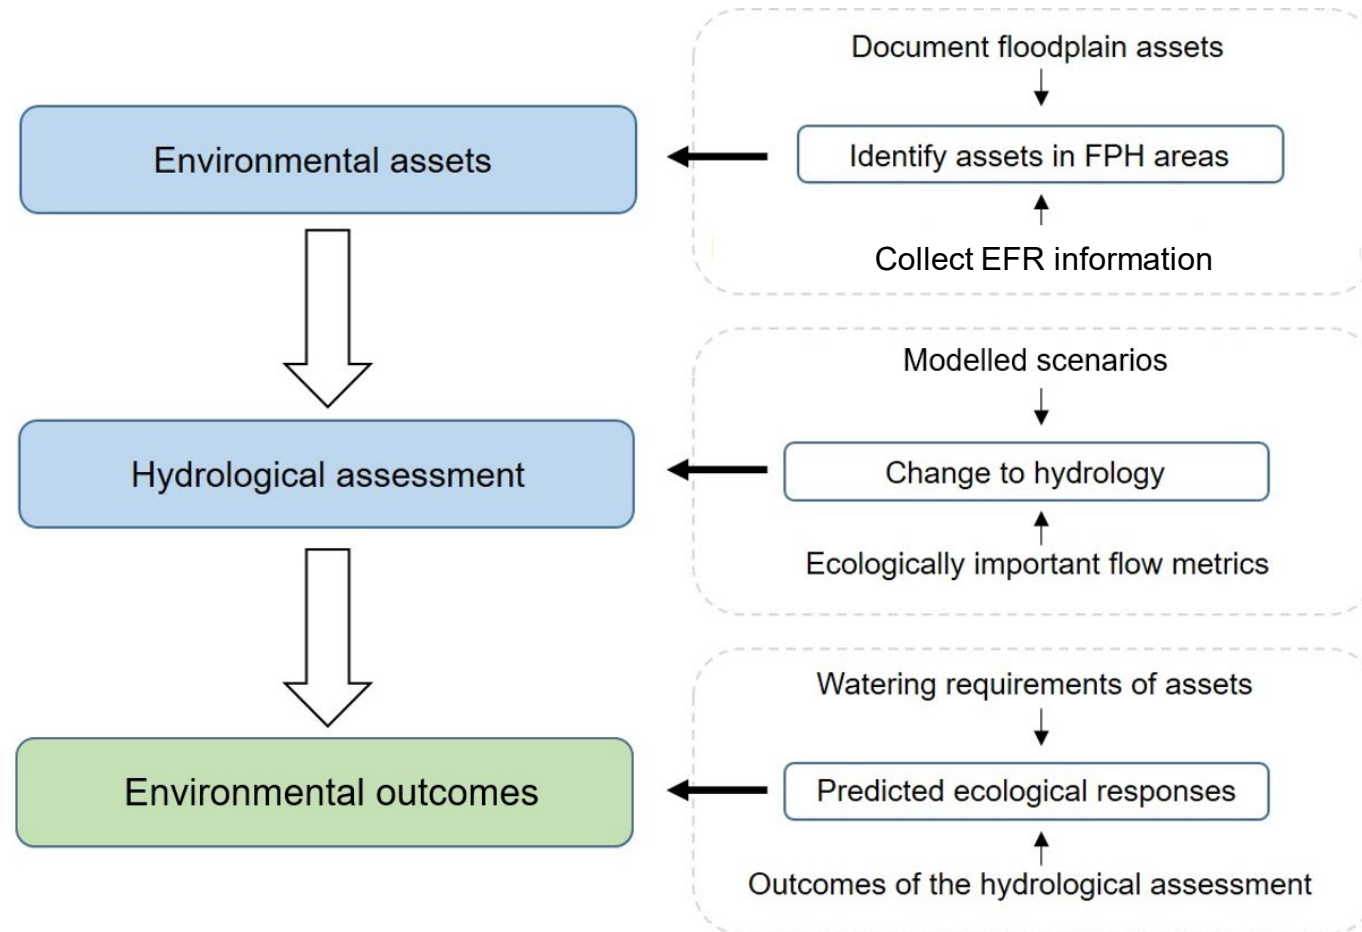 Document floodplain assets
Environmental assets
Identify assets in FPH areas
Collect EFR information
Modelled scenarios
Hydrological assessment
Change to hydrology
Ecologically important flow metrics
Watering requirements of assets
Environmental outcomes
Predicted ecological responses
Outcomes of the hydrological assessment